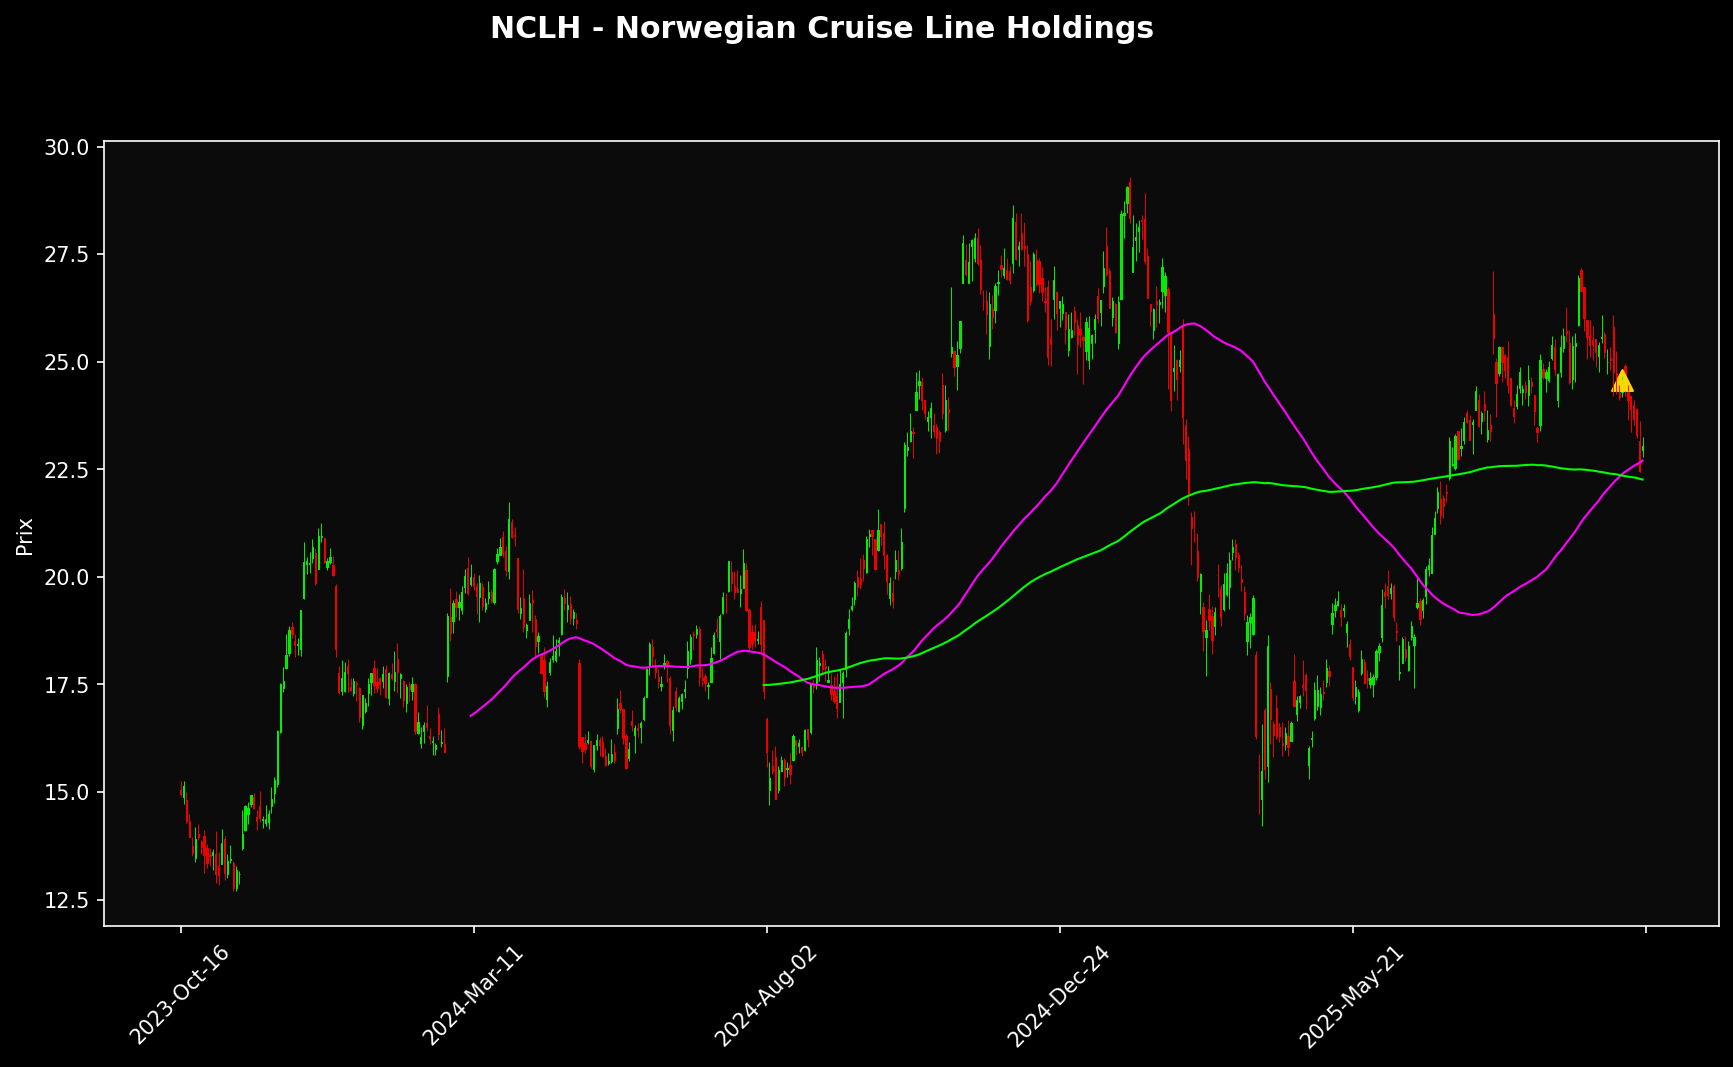 NCLH - Norwegian Cruise Line Holdings
Prix
30.0
27.5
25.0
22.5
20.0
17.5
15.0
12.5
2023-Oct-16
2024-Mar-11
2024-Aug-02
2024-Dec-24
2025-May-21